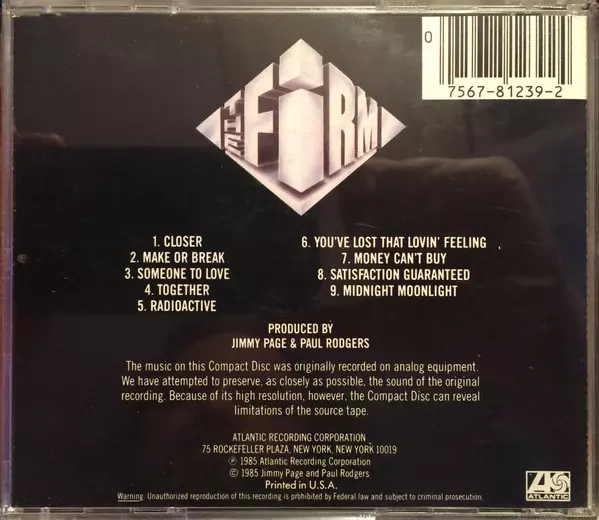 THE FiRM
0
7567-81239-2
1. CLOSER
2. MAKE OR BREAK
3. SOMEONE TO LOVE
4. TOGETHER
5. RADIOACTIVE
6. YOU'VE LOST THAT LOVIN' FEELING
7. MONEY CAN'T BUY
8. SATISFACTION GUARANTEED
9. MIDNIGHT MOONLIGHT
PRODUCED BY
JIMMY PAGE & PAUL RODGERS
The music on this Compact Disc was originally recorded on analog equipment.
We have attempted to preserve, as closely as possible, the sound of the original
recording. Because of its high resolution, however, the Compact Disc can reveal
limitations of the source tape.
ATLANTIC RECORDING CORPORATION
75 ROCKEFELLER PLAZA, NEW YORK, NEW YORK 10019
℗ 1985 Atlantic Recording Corporation
© 1985 Jimmy Page and Paul Rodgers
Printed in U.S.A.
Warning: Unauthorized reproduction of this recording is prohibited by Federal law and subject to criminal prosecution.
ATLANTIC